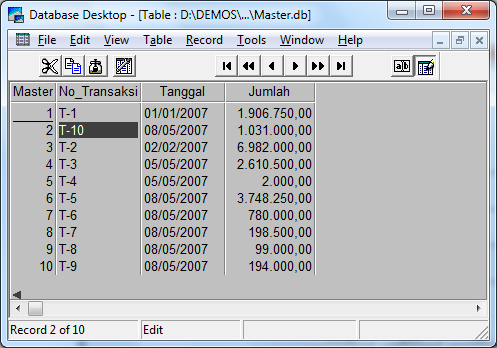 Database Desktop - [Table : D:\DEMOS\...\Master.db]
File Edit View Table Record Tools Window Help
Master No_Transaksi Tanggal Jumlah
1 T-1 01/01/2007 1.906.750,00
2 T-10 08/05/2007 1.031.000,00
3 T-2 02/02/2007 6.982.000,00
4 T-3 05/05/2007 2.610.500,00
5 T-4 05/05/2007 2.000,00
6 T-5 08/05/2007 3.748.250,00
7 T-6 08/05/2007 780.000,00
8 T-7 08/05/2007 198.500,00
9 T-8 08/05/2007 99.000,00
10 T-9 08/05/2007 194.000,00
Record 2 of 10 Edit